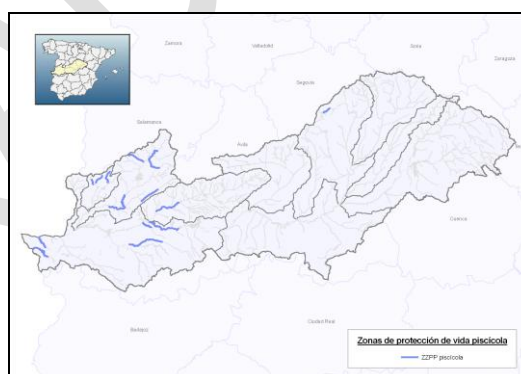 Zamora
Valladolid
Soria
Zaragoza
Segovia
Salamanca
Ávila
Cuenca
Badajoz
Ciudad Real
Zonas de protección de vida piscícola
ZZPP piscícola